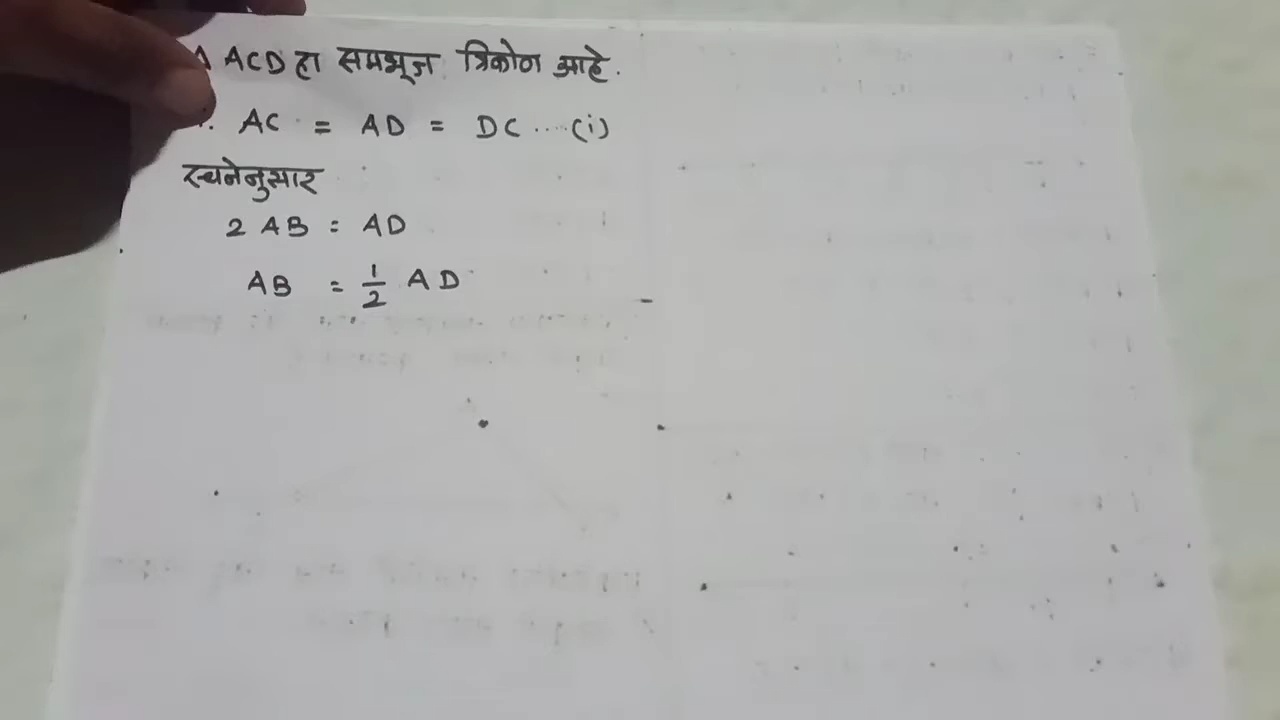 Δ ACD हा समभूज त्रिकोण आहे.
∴ AC = AD = DC ....(i)
रचनेनुसार
2 AB = AD
AB = 1/2 AD